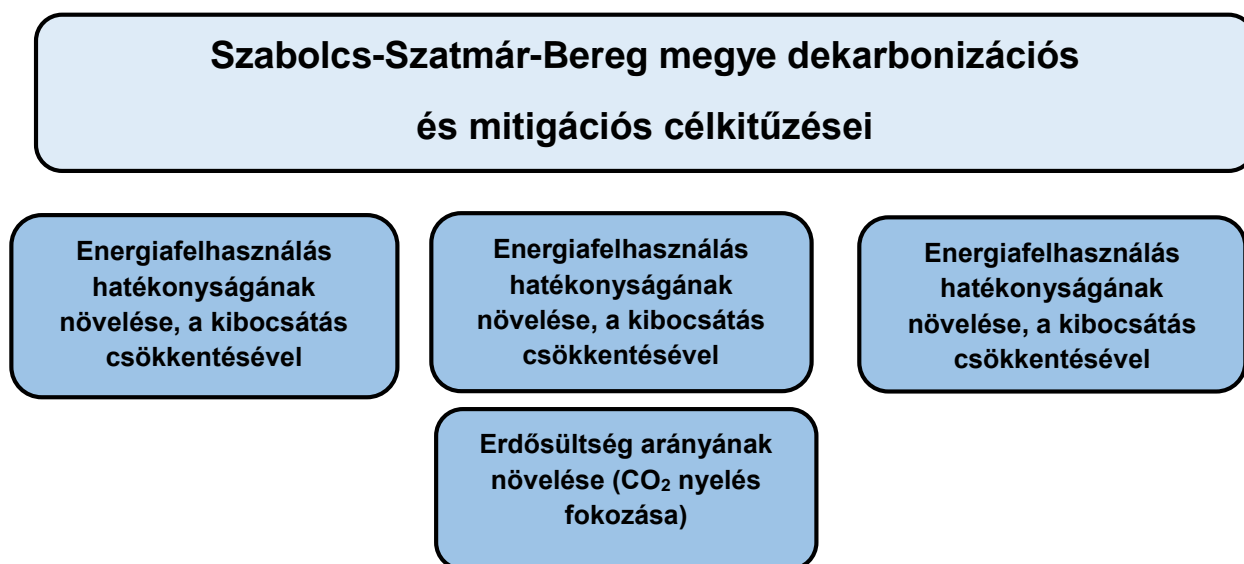 Szabolcs-Szatmár-Bereg megye dekarbonizációs
és mitigációs célkitűzései
Energiafelhasználás
hatékonyságának
növelése, a kibocsátás
csökkentésével
Energiafelhasználás
hatékonyságának
növelése, a kibocsátás
csökkentésével
Energiafelhasználás
hatékonyságának
növelése, a kibocsátás
csökkentésével
Erdősültség arányának
növelése (CO₂ nyelés
fokozása)